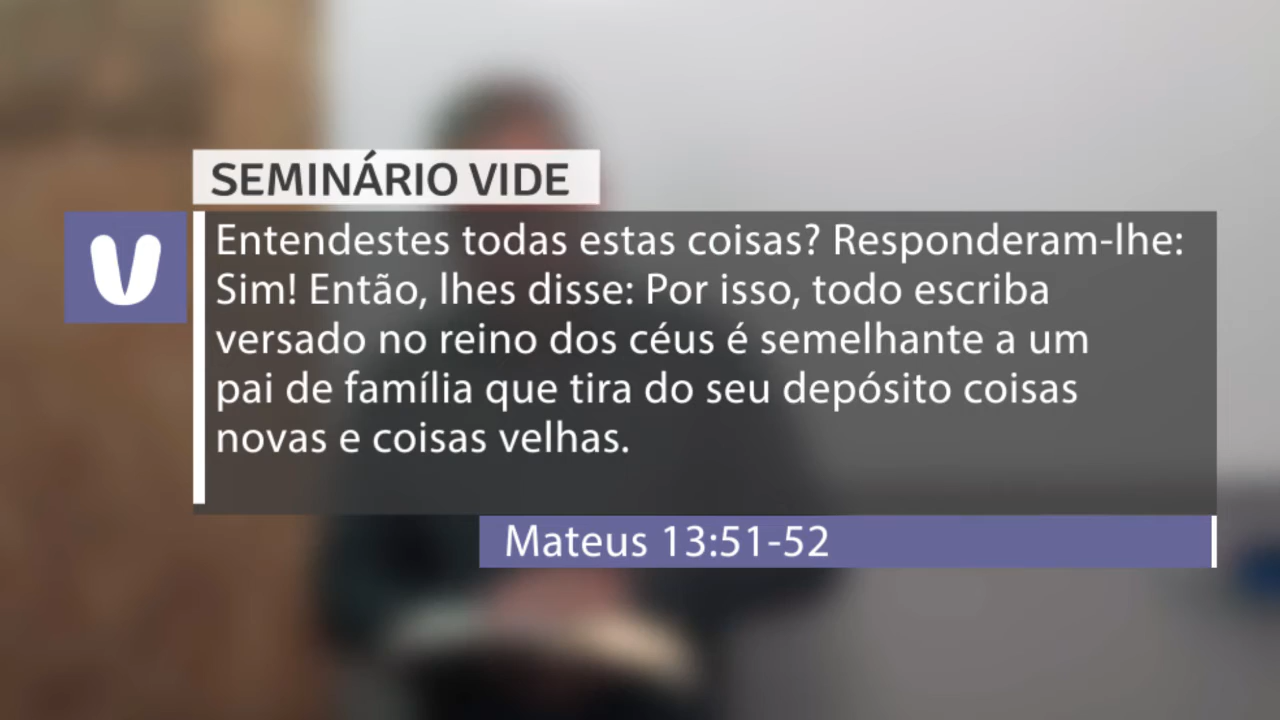 SEMINÁRIO VIDE
Entendestes todas estas coisas? Responderam-lhe:
Sim! Então, lhes disse: Por isso, todo escriba
versado no reino dos céus é semelhante a um
pai de família que tira do seu depósito coisas
novas e coisas velhas.
Mateus 13:51-52